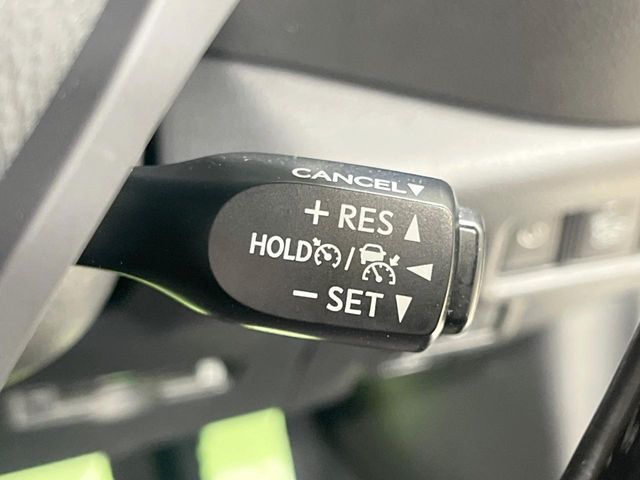 CANCEL▼
+ RES ▲
HOLD / ◀
− SET ▼